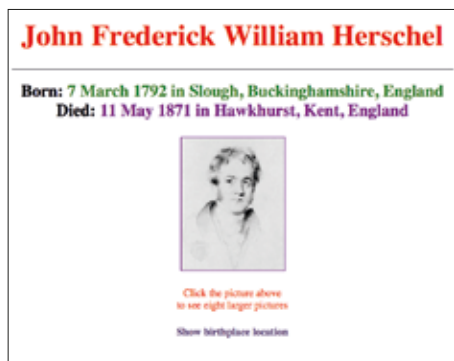 John Frederick William Herschel
Born: 7 March 1792 in Slough, Buckinghamshire, England
Died: 11 May 1871 in Hawkhurst, Kent, England
Click the picture above
to see eight larger pictures
Show birthplace location